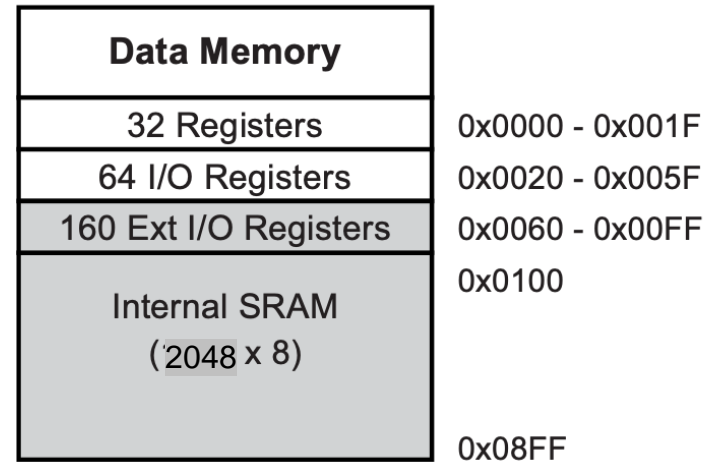 Data Memory
32 Registers 0x0000 - 0x001F
64 I/O Registers 0x0020 - 0x005F
160 Ext I/O Registers 0x0060 - 0x00FF
0x0100
Internal SRAM
(2048 x 8)
0x08FF